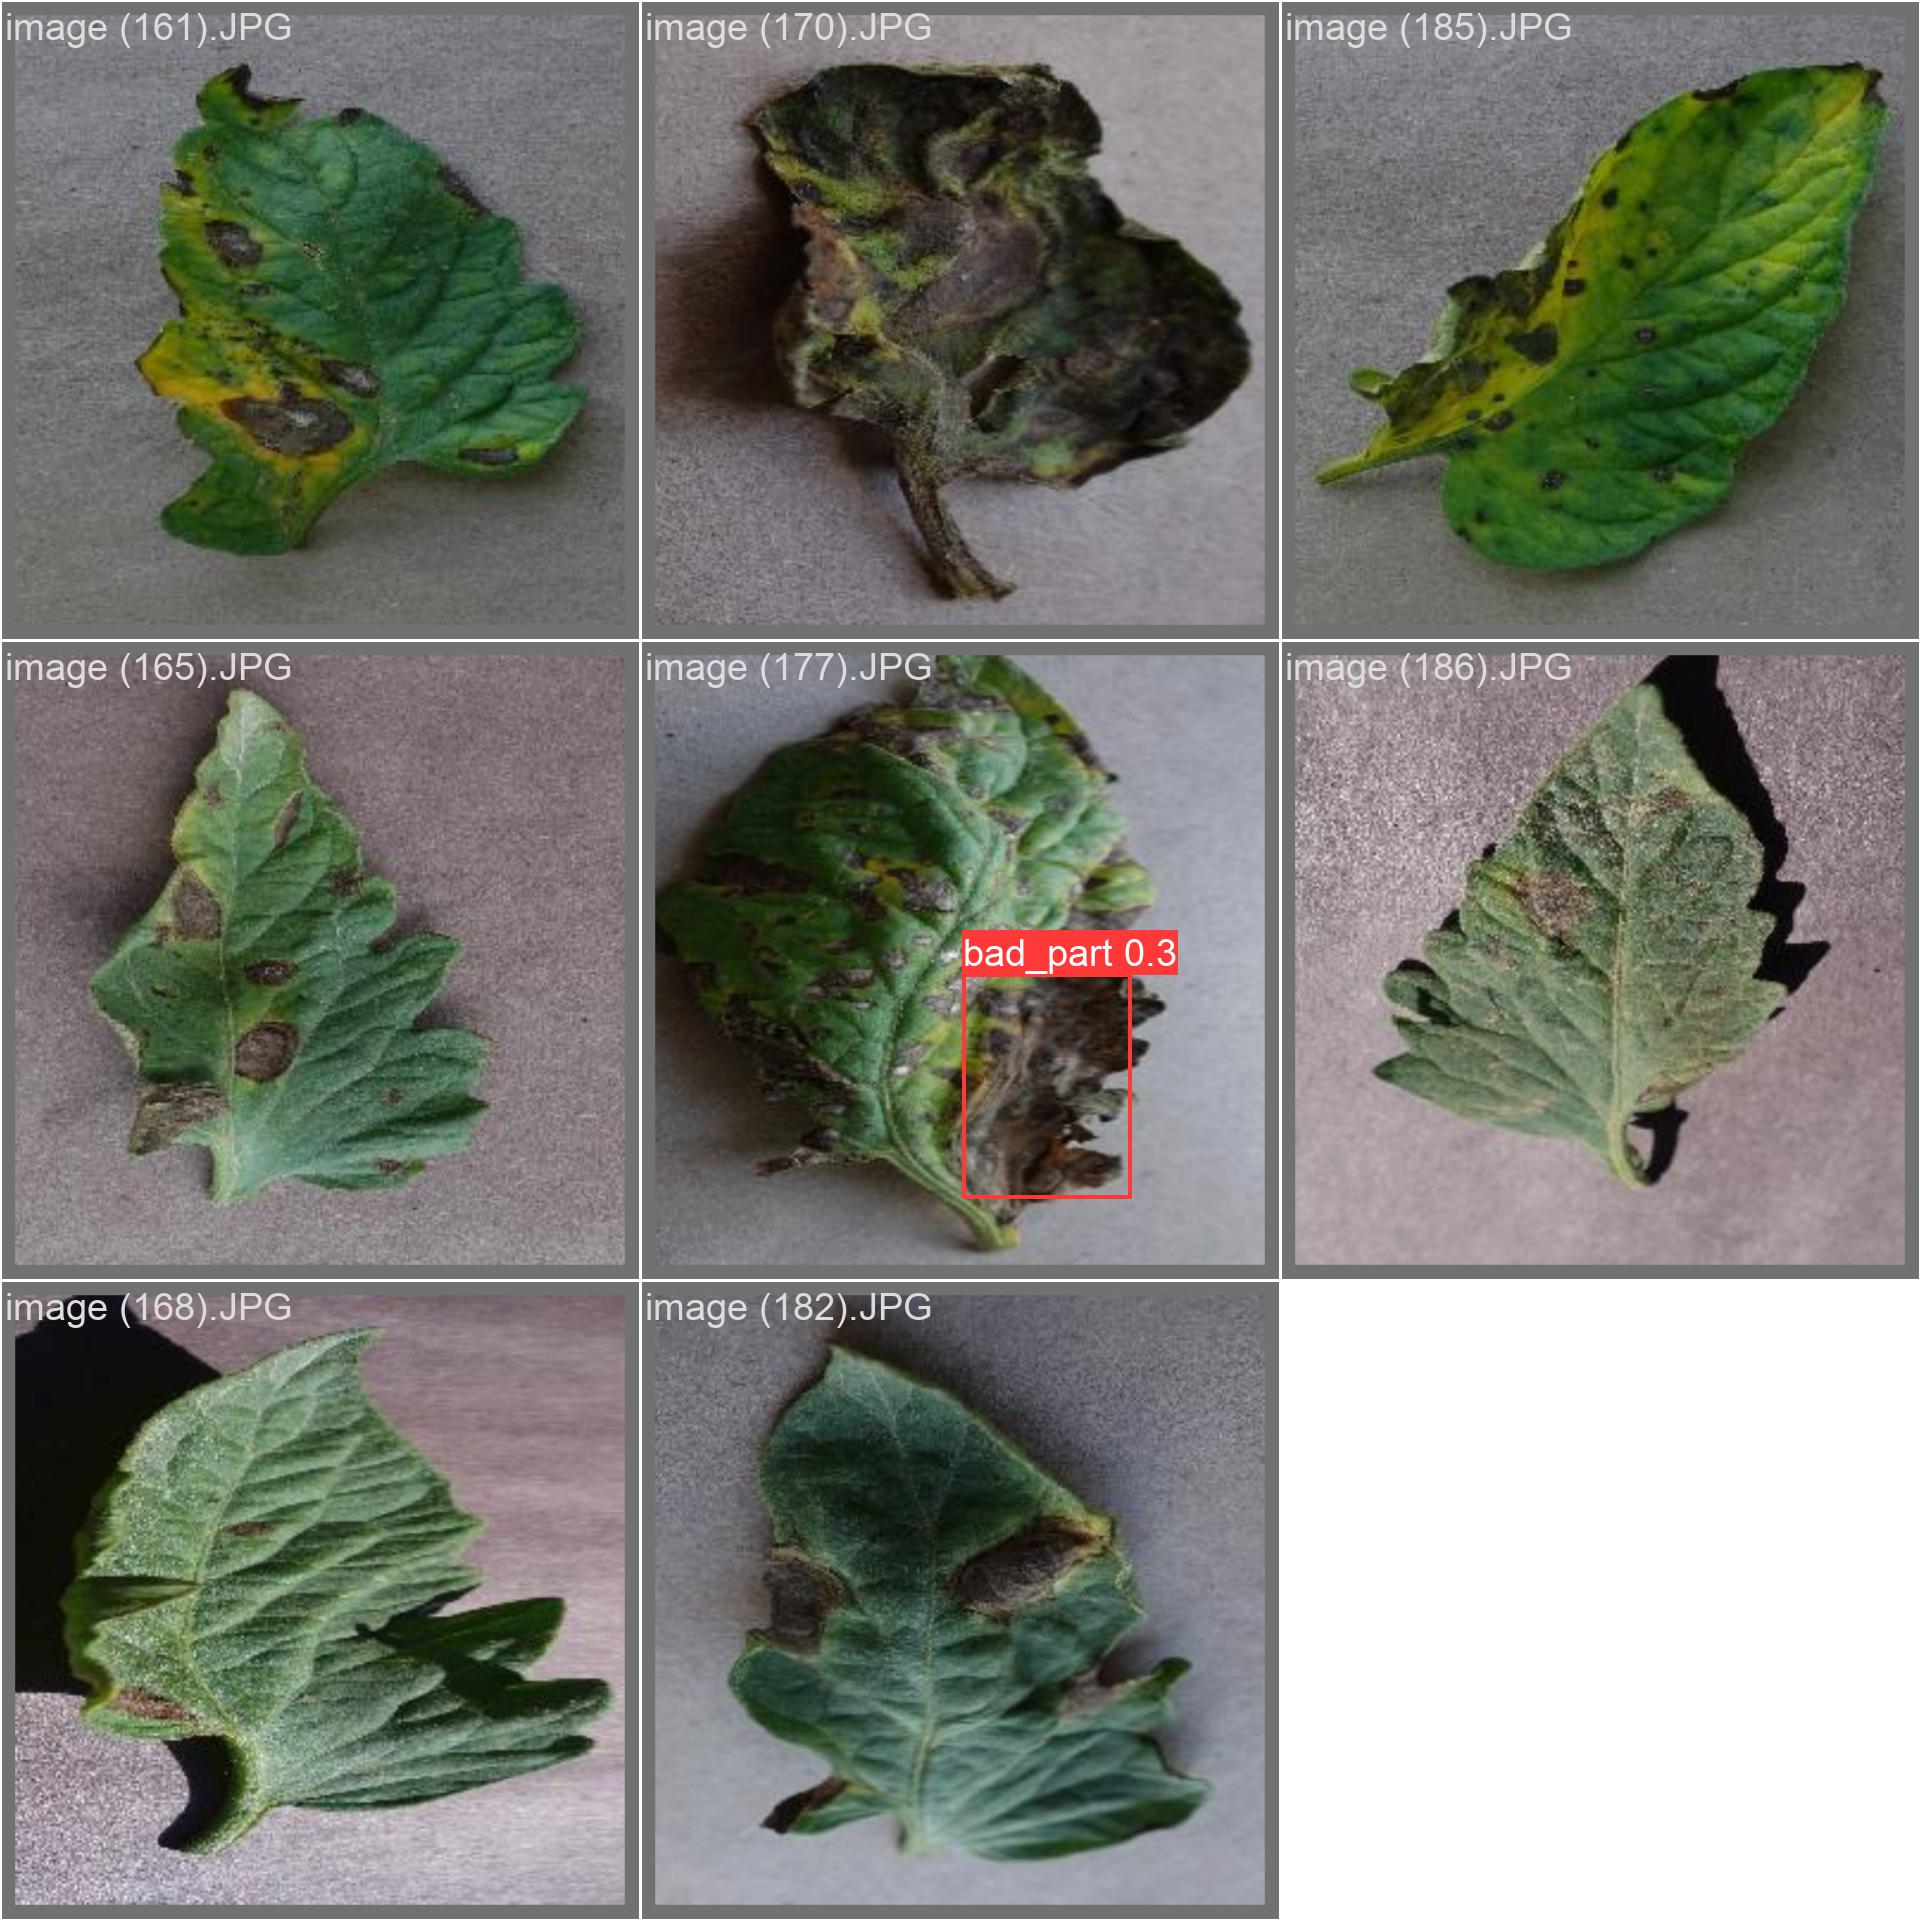 image (161).JPG
image (170).JPG
image (185).JPG
image (165).JPG
image (177).JPG
image (186).JPG
bad_part 0.3
image (168).JPG
image (182).JPG